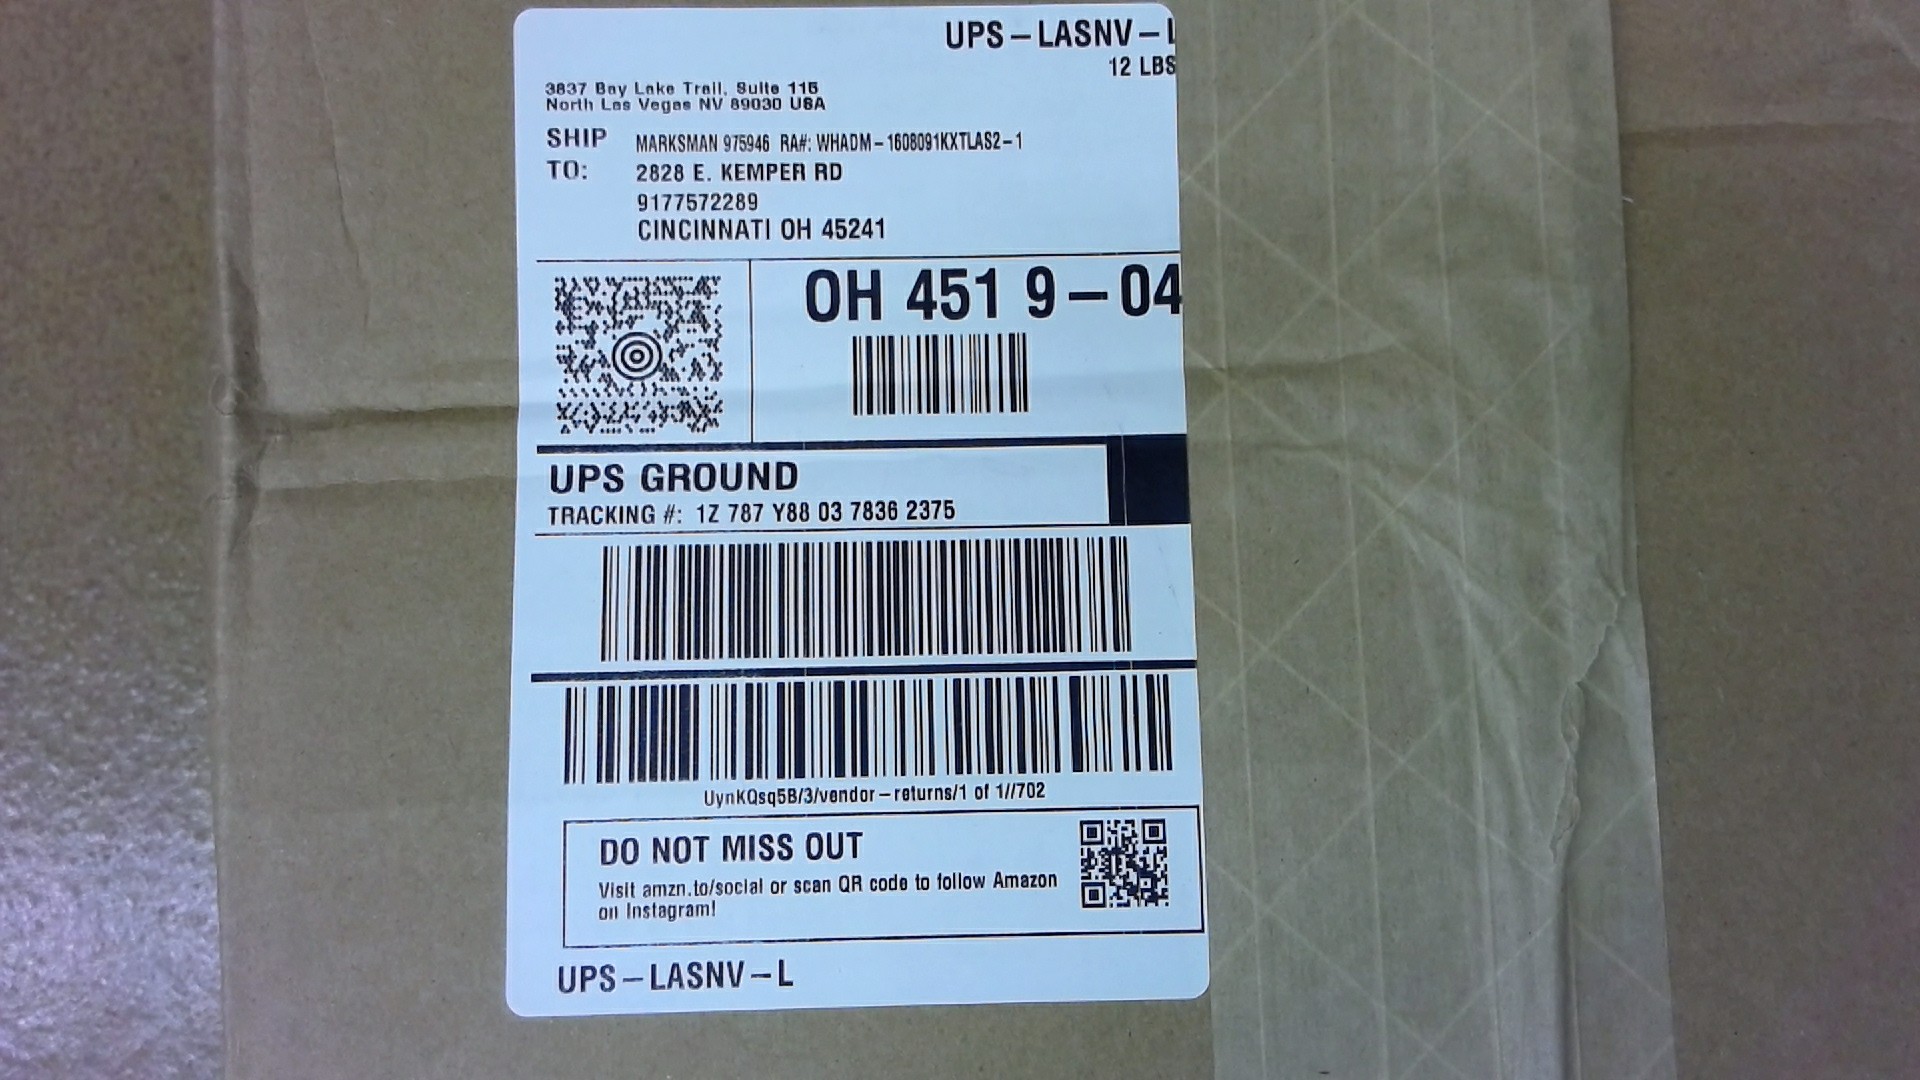 UPS-LASNV-L
12 LBS
3837 Bay Lake Trail, Suite 115
North Las Vegas NV 89030 USA
SHIP TO:
MARKSMAN 975946 RA#: WHADM-1608091KXTLAS2-1
2828 E. KEMPER RD
9177572289
CINCINNATI OH 45241
OH 451 9-04
UPS GROUND
TRACKING #: 1Z 787 Y88 03 7836 2375
UynKQsq5B/3/vendor-returns/1 of 1//702
DO NOT MISS OUT
Visit amzn.to/social or scan QR code to follow Amazon
on Instagram!
UPS-LASNV-L